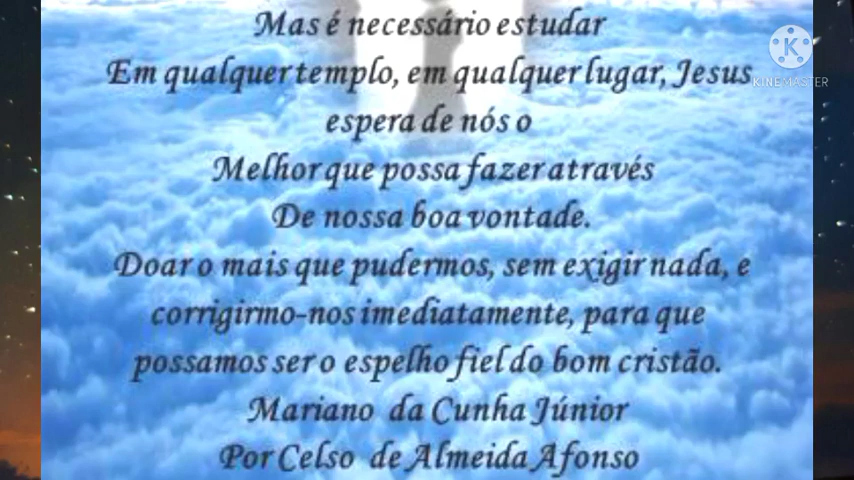 Mas é necessário estudar
Em qualquer templo, em qualquer lugar, Jesus
espera de nós o
Melhor que possa fazer através
De nossa boa vontade.
Doar o mais que pudermos, sem exigir nada, e
corrigirmo-nos imediatamente, para que
possamos ser o espelho fiel do bom cristão.
Mariano da Cunha Júnior
Por Celso de Almeida Afonso
K
KINEMASTER